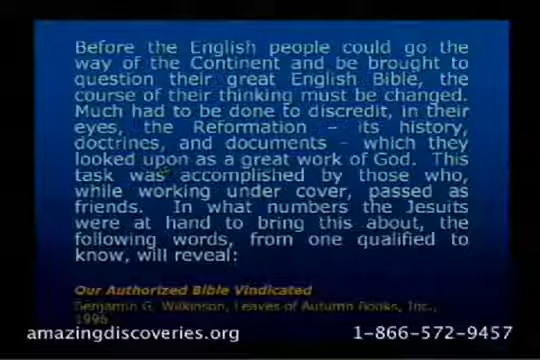 Before the English people could go the
way of the Continent and be brought to
question their great English Bible, the
course of their thinking must be changed.
Much had to be done to discredit, in their
eyes, the Reformation – its history,
doctrines, and documents – which they
looked upon as a great work of God. This
task was accomplished by those who,
while working under cover, passed as
friends. In what numbers the Jesuits
were at hand to bring this about, the
following words, from one qualified to
know, will reveal:
Our Authorized Bible Vindicated
Benjamin G. Wilkinson, Leaves of Autumn Books, Inc.,
1996
amazingdiscoveries.org 1-866-572-9457